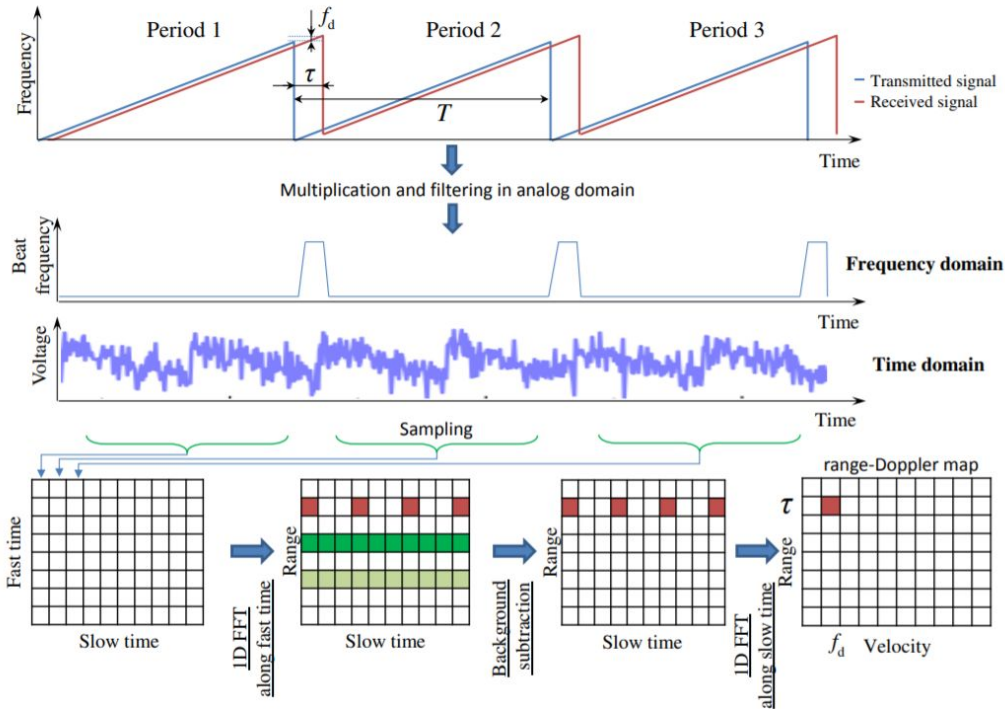 Period 1
f_d
Period 2
Period 3
Frequency
τ
T
Transmitted signal
Received signal
Time
Multiplication and filtering in analog domain
Beat
frequency
Frequency domain
Time
Voltage
Time domain
Time
Sampling
range-Doppler map
Fast time
Slow time
1D FFT
along fast time
Range
Slow time
Background
subtraction
Range
Slow time
1D FFT
along slow time
τ
Range
f_d Velocity